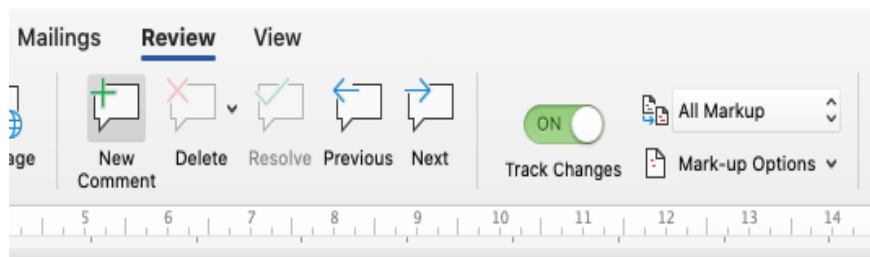 Mailings Review View
ON All Markup
age New Delete Resolve Previous Next Track Changes Mark-up Options
Comment
5 6 7 8 9 10 11 12 13 14